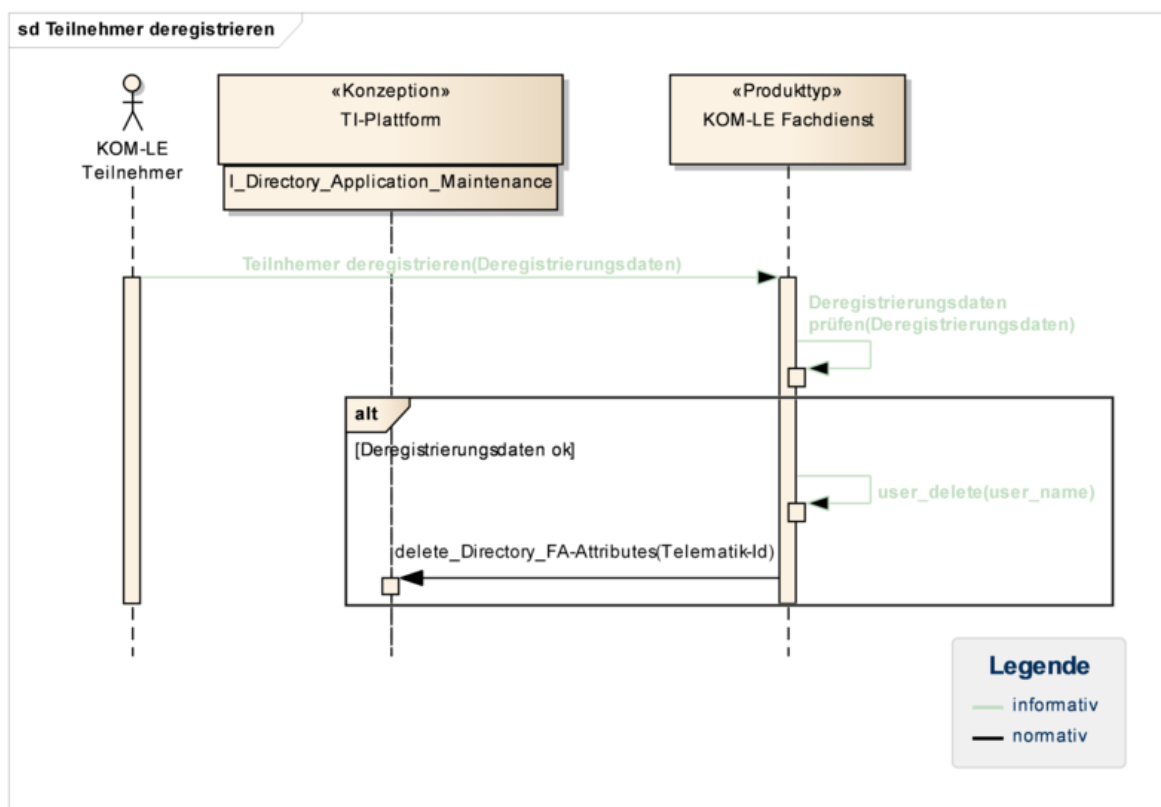 sd Teilnehmer deregistrieren
KOM-LE
Teilnehmer
«Konzeption»
TI-Plattform
I_Directory_Application_Maintenance
«Produkttyp»
KOM-LE Fachdienst
Teilnhemer deregistrieren(Deregistrierungsdaten)
Deregistrierungsdaten
prüfen(Deregistrierungsdaten)
alt
[Deregistrierungsdaten ok]
user_delete(user_name)
delete_Directory_FA-Attributes(Telematik-Id)
Legende
informativ
normativ